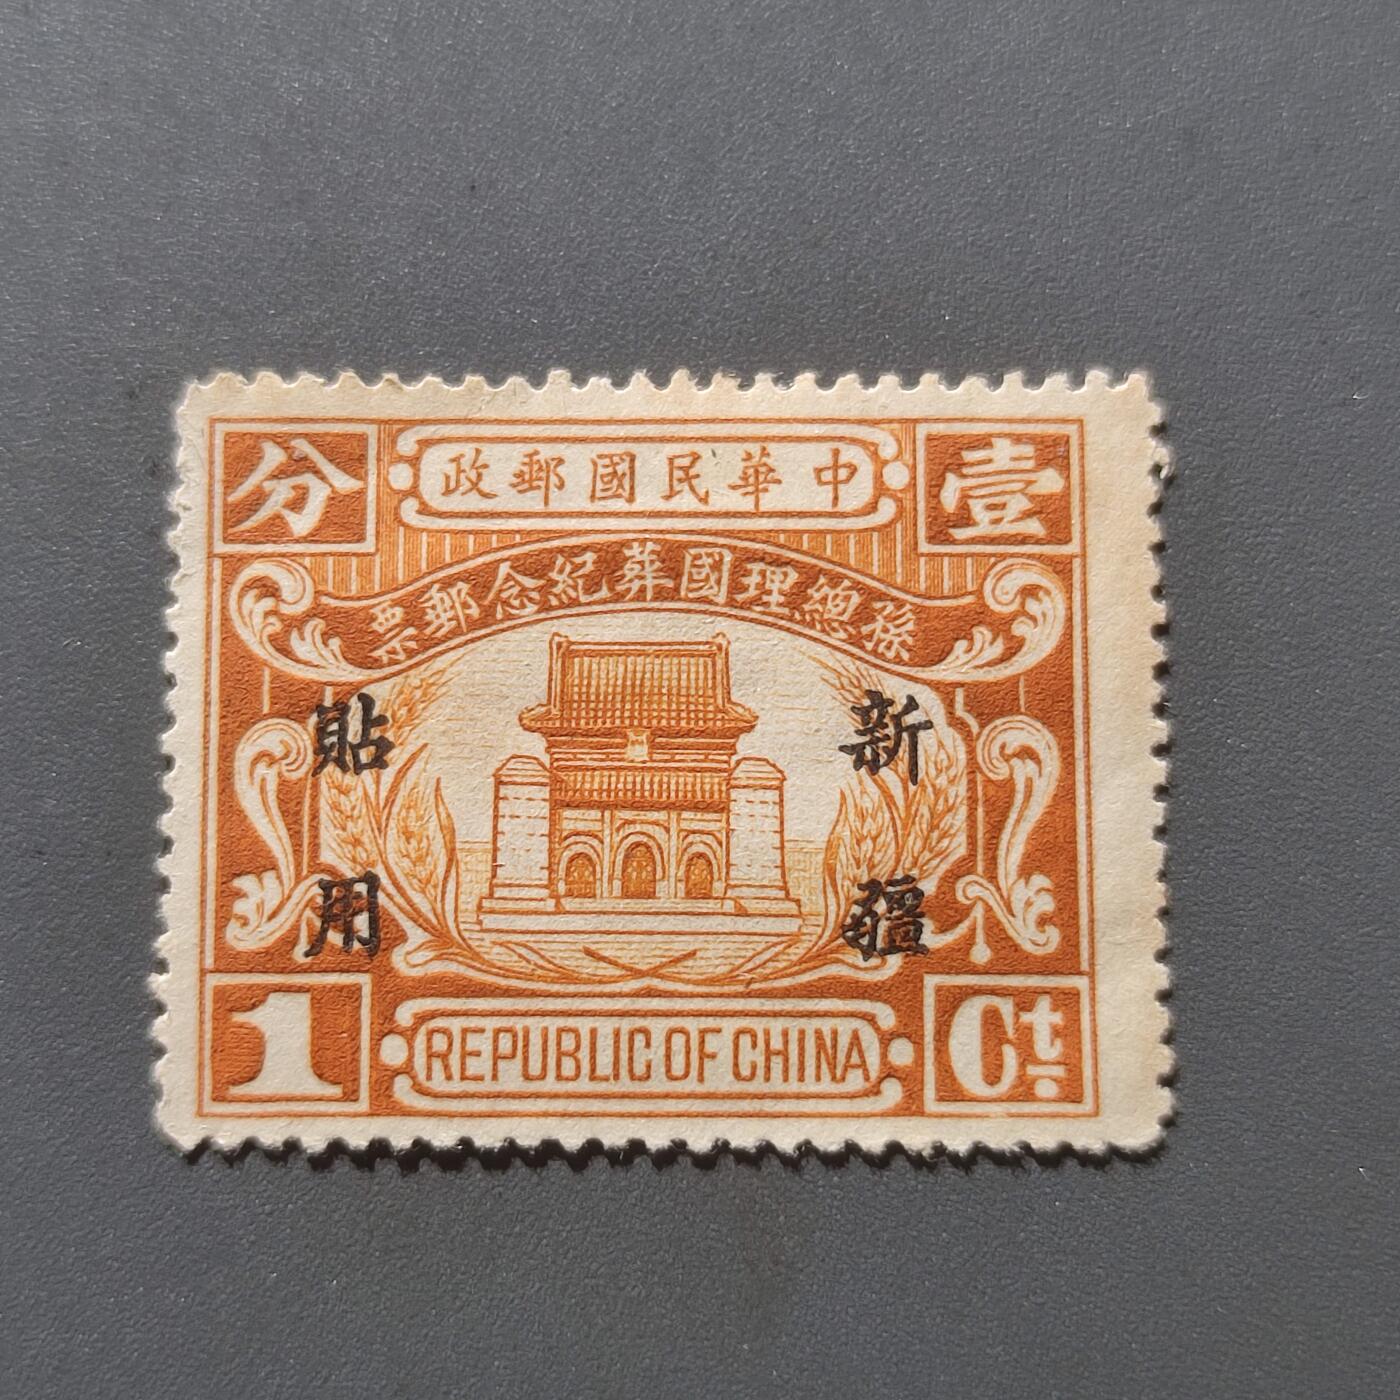 壹分
中華民國郵政
孫總理國葬紀念郵票
新疆
貼用
1 Ct.
REPUBLIC OF CHINA